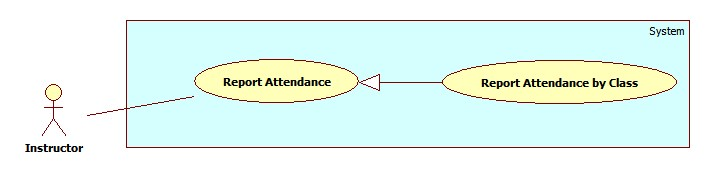 System
Report Attendance
Report Attendance by Class
Instructor